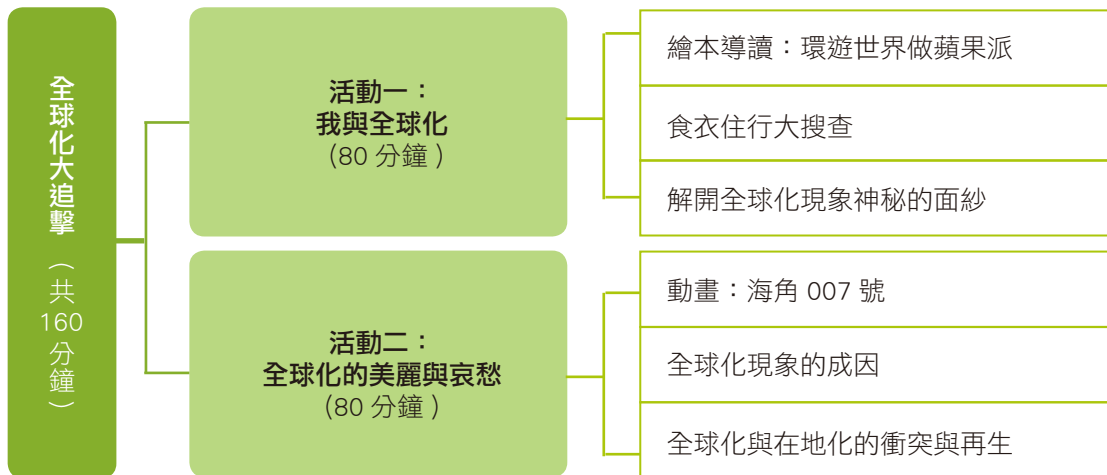 全球化大追擊（共160分鐘）
活動一：
我與全球化
（80 分鐘 ）
繪本導讀：環遊世界做蘋果派
食衣住行大搜查
解開全球化現象神秘的面紗
活動二：
全球化的美麗與哀愁
（80 分鐘 ）
動畫：海角 007 號
全球化現象的成因
全球化與在地化的衝突與再生